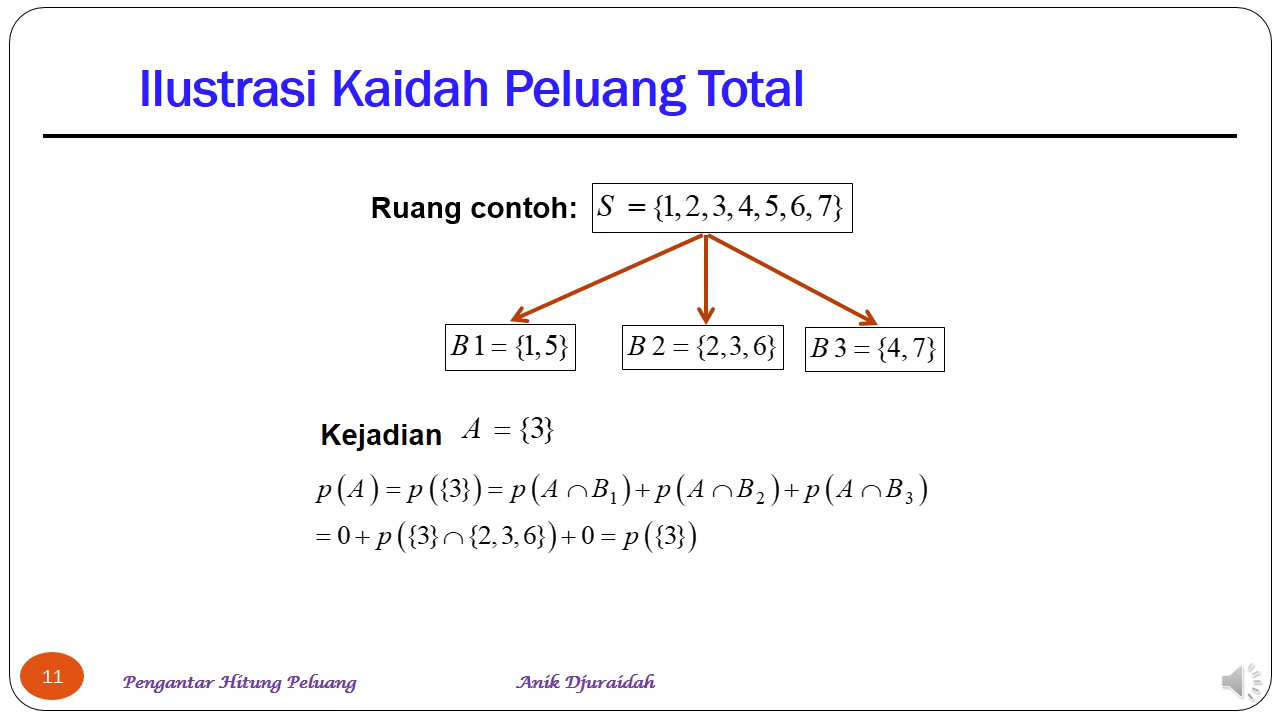 Ilustrasi Kaidah Peluang Total
Ruang contoh: S = {1, 2, 3, 4, 5, 6, 7}
B1 = {1, 5} B2 = {2, 3, 6} B3 = {4, 7}
Kejadian A = {3}
p(A) = p({3}) = p(A ∩ B₁) + p(A ∩ B₂) + p(A ∩ B₃)
= 0 + p({3} ∩ {2, 3, 6}) + 0 = p({3})
11 Pengantar Hitung Peluang Anik Djuraidah